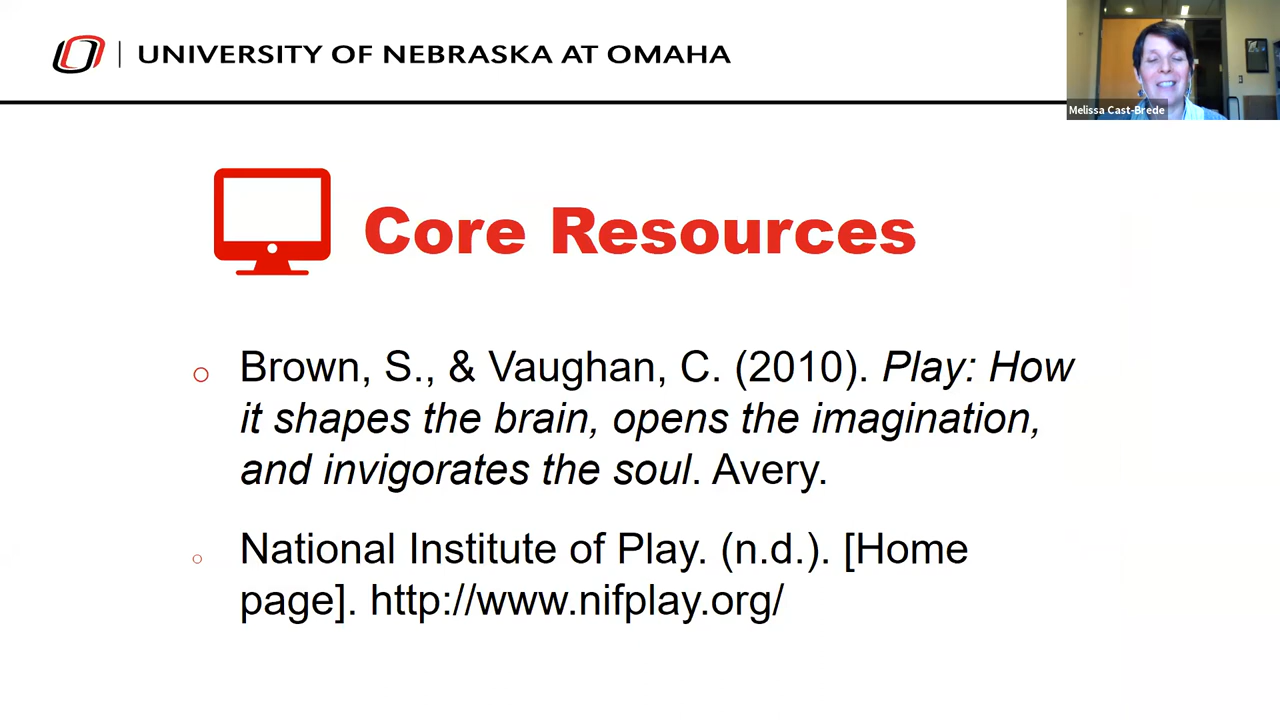 UNIVERSITY OF NEBRASKA AT OMAHA
Melissa Cast-Brede
Core Resources
Brown, S., & Vaughan, C. (2010). Play: How
it shapes the brain, opens the imagination,
and invigorates the soul. Avery.
National Institute of Play. (n.d.). [Home
page]. http://www.nifplay.org/